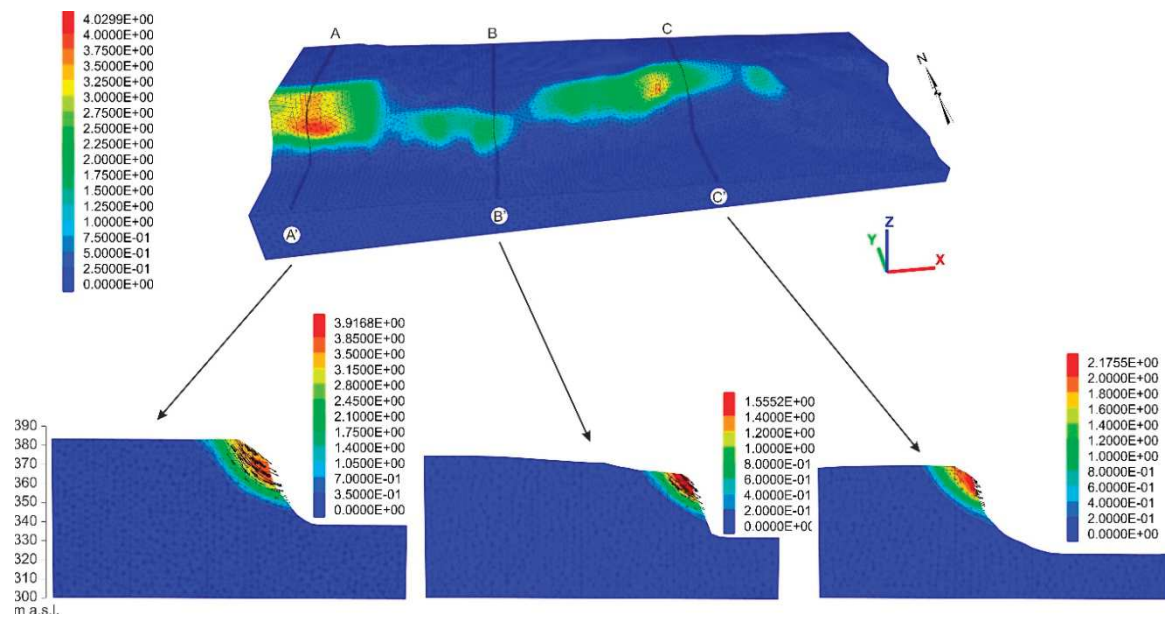 4.0299E+00
4.0000E+00
3.7500E+00
3.5000E+00
3.2500E+00
3.0000E+00
2.7500E+00
2.5000E+00
2.2500E+00
2.0000E+00
1.7500E+00
1.5000E+00
1.2500E+00
1.0000E+00
7.5000E-01
5.0000E-01
2.5000E-01
0.0000E+00
A
B
C
N
A'
B'
C'
Z
Y
X
3.9168E+00
3.8500E+00
3.5000E+00
3.1500E+00
2.8000E+00
2.4500E+00
2.1000E+00
1.7500E+00
1.4000E+00
1.0500E+00
7.0000E-01
3.5000E-01
0.0000E+00
1.5552E+00
1.4000E+00
1.2000E+00
1.0000E+00
8.0000E-01
6.0000E-01
4.0000E-01
2.0000E-01
0.0000E+00
2.1755E+00
2.0000E+00
1.8000E+00
1.6000E+00
1.4000E+00
1.2000E+00
1.0000E+00
8.0000E-01
6.0000E-01
4.0000E-01
2.0000E-01
0.0000E+00
390
380
370
360
350
340
330
320
310
300
m a.s.l.